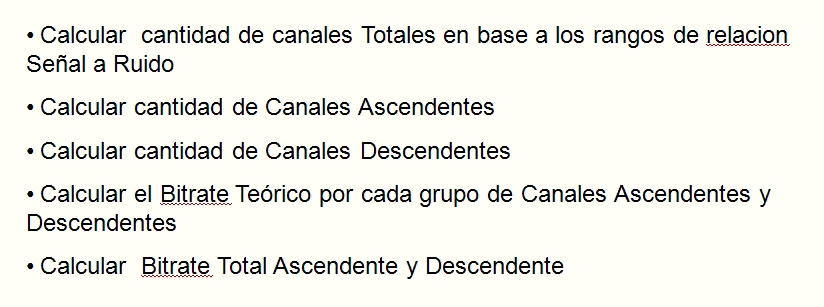 • Calcular  cantidad de canales Totales en base a los rangos de relacion
Señal a Ruido
• Calcular cantidad de Canales Ascendentes
• Calcular cantidad de Canales Descendentes
• Calcular el Bitrate Teórico por cada grupo de Canales Ascendentes y
Descendentes
• Calcular  Bitrate Total Ascendente y Descendente